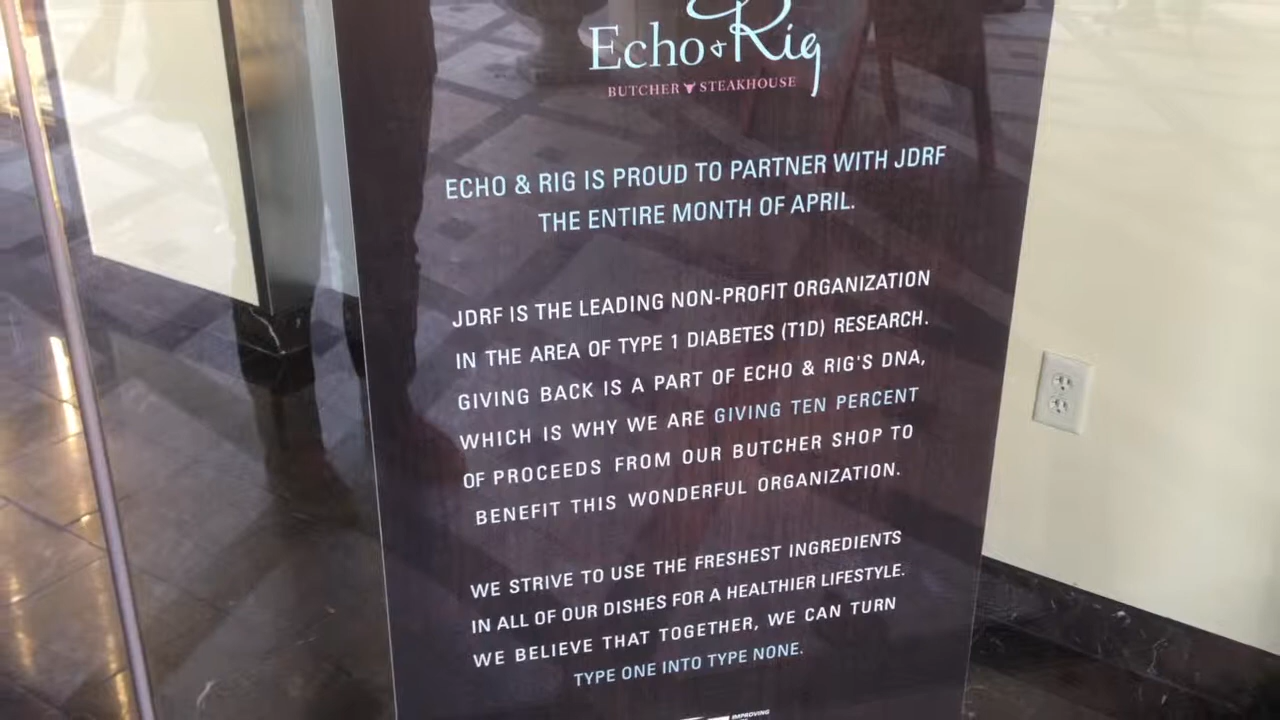 Echo & Rig
BUTCHER STEAKHOUSE
ECHO & RIG IS PROUD TO PARTNER WITH JDRF
THE ENTIRE MONTH OF APRIL.
JDRF IS THE LEADING NON-PROFIT ORGANIZATION
IN THE AREA OF TYPE 1 DIABETES (T1D) RESEARCH.
GIVING BACK IS A PART OF ECHO & RIG'S DNA,
WHICH IS WHY WE ARE GIVING TEN PERCENT
OF PROCEEDS FROM OUR BUTCHER SHOP TO
BENEFIT THIS WONDERFUL ORGANIZATION.
WE STRIVE TO USE THE FRESHEST INGREDIENTS
IN ALL OF OUR DISHES FOR A HEALTHIER LIFESTYLE.
WE BELIEVE THAT TOGETHER, WE CAN TURN
TYPE ONE INTO TYPE NONE.
IMPROVING